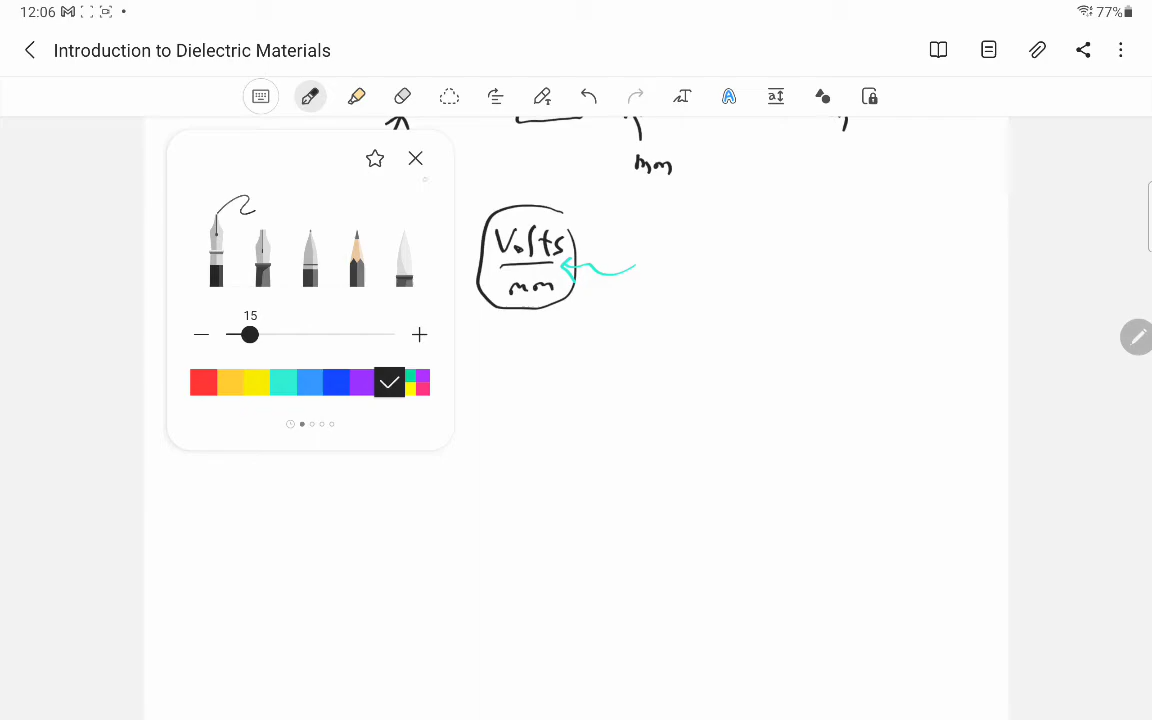 12:06 77%
Introduction to Dielectric Materials
mm
Volts
mm
15